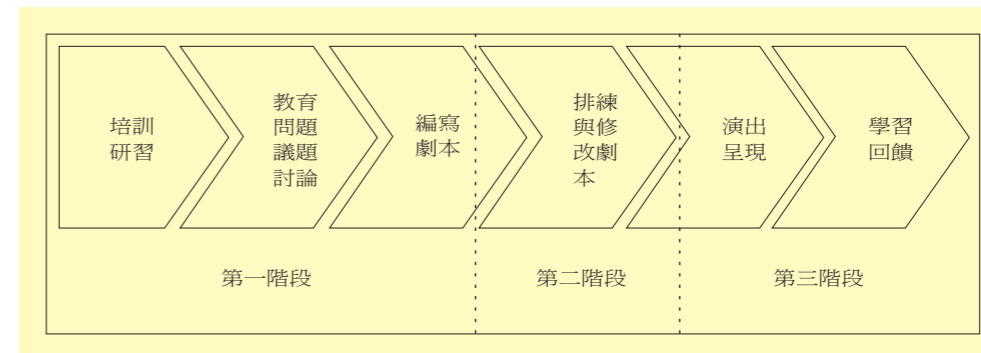 培訓
研習
教育
問題
議題
討論
編寫
劇本
排練
與修
改劇
本
演出
呈現
學習
回饋
第一階段
第二階段
第三階段